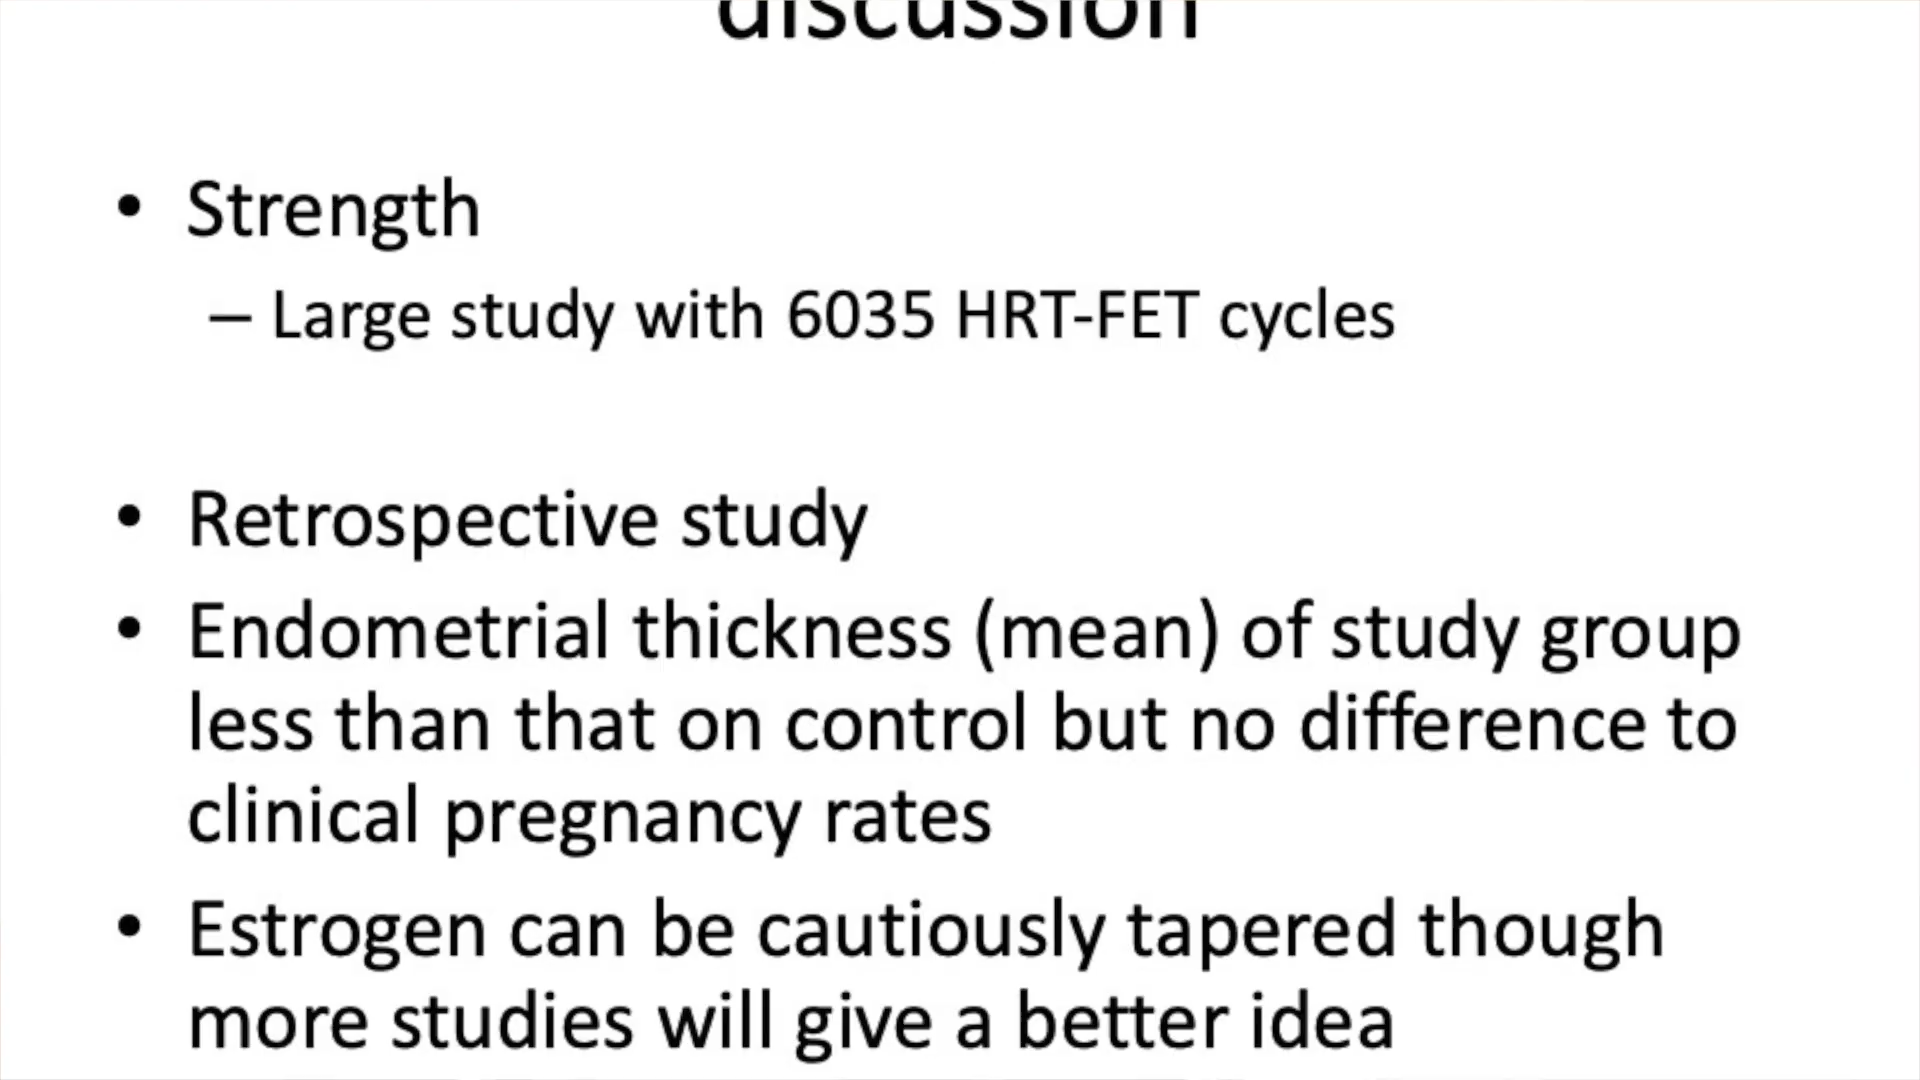 discussion
• Strength
– Large study with 6035 HRT-FET cycles
• Retrospective study
• Endometrial thickness (mean) of study group
less than that on control but no difference to
clinical pregnancy rates
• Estrogen can be cautiously tapered though
more studies will give a better idea